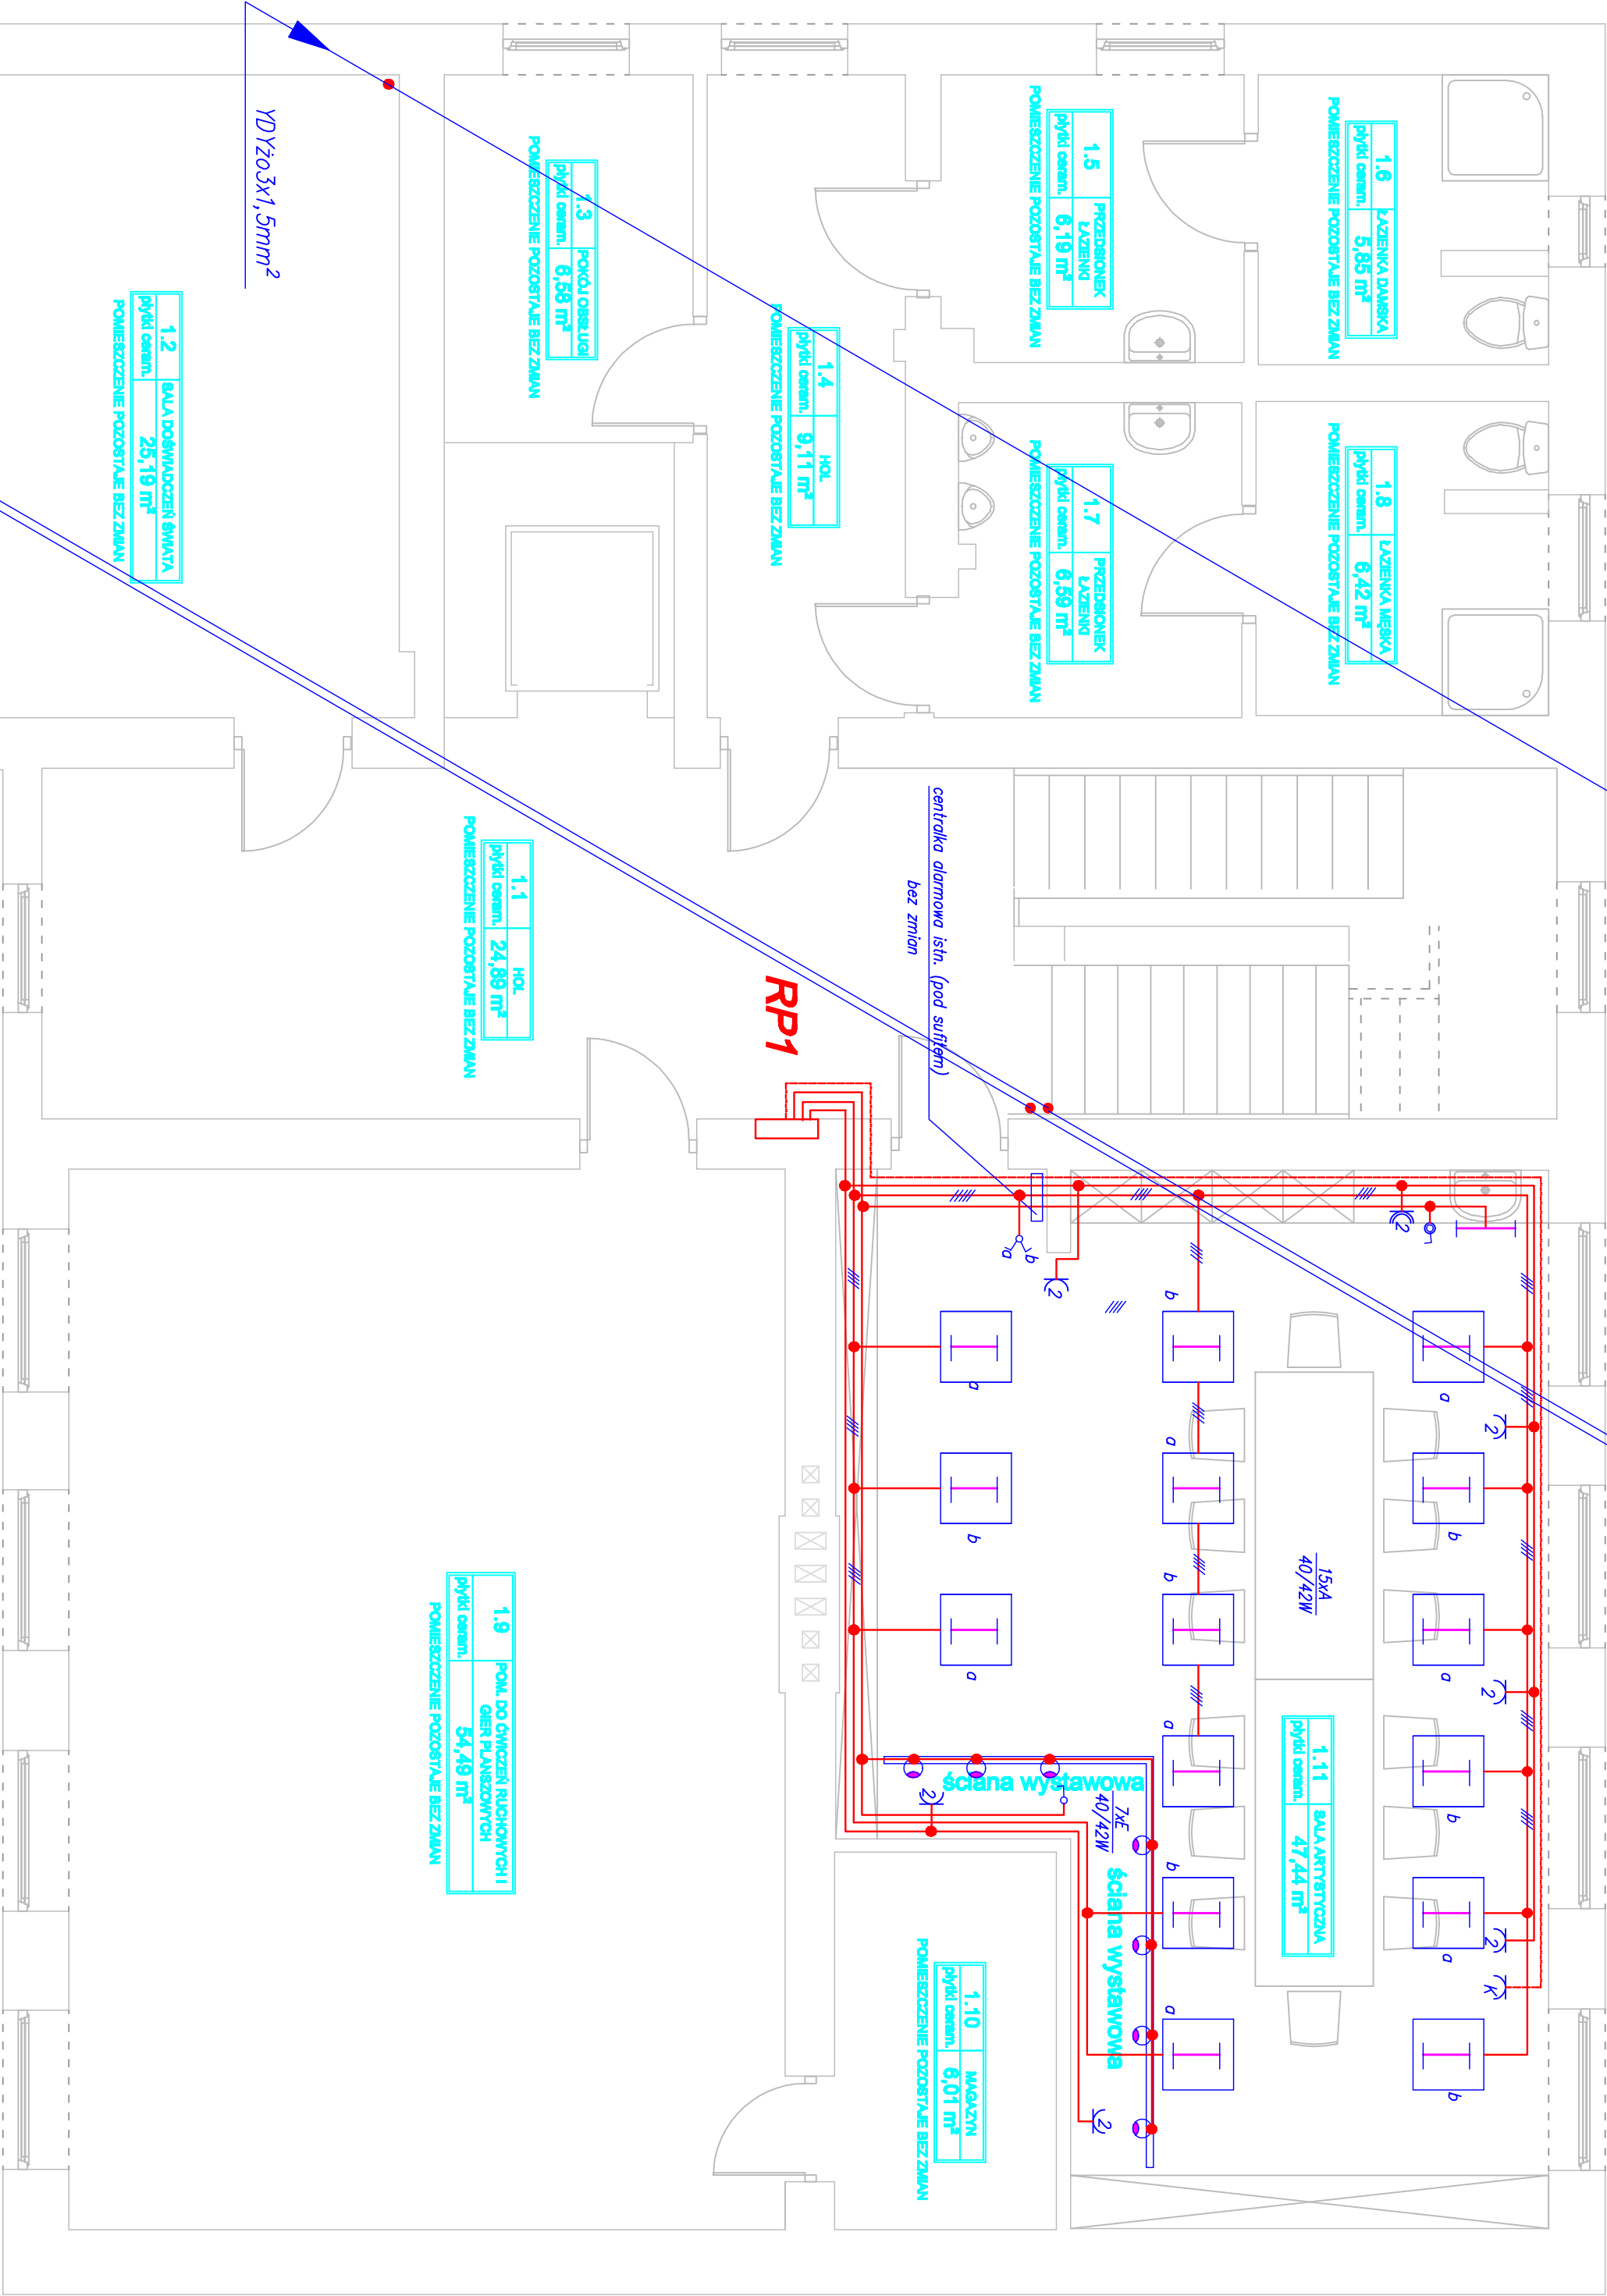 1.6 ŁAZIENKA DAMSKA
płytki ceram. 5,85 m²
POMIESZCZENIE POZOSTAJE BEZ ZMIAN
1.8 ŁAZIENKA MĘSKA
płytki ceram. 6,42 m²
POMIESZCZENIE POZOSTAJE BEZ ZMIAN
1.5 PRZEDSIONEK
ŁAZIENKI
płytki ceram. 6,19 m²
POMIESZCZENIE POZOSTAJE BEZ ZMIAN
1.7 PRZEDSIONEK
ŁAZIENKI
płytki ceram. 6,59 m²
POMIESZCZENIE POZOSTAJE BEZ ZMIAN
1.4 HOL
płytki ceram. 9,11 m²
POMIESZCZENIE POZOSTAJE BEZ ZMIAN
1.3 POKÓJ OBSŁUGI
płytki ceram. 6,58 m²
POMIESZCZENIE POZOSTAJE BEZ ZMIAN
YDYżo3x1,5mm²
1.2 SALA DOŚWIADCZEŃ ŚWIATA
płytki ceram. 25,19 m²
POMIESZCZENIE POZOSTAJE BEZ ZMIAN
centralka alarmowa istn. (pod sufitem)
bez zmian
1.1 HOL
płytki ceram. 24,89 m²
POMIESZCZENIE POZOSTAJE BEZ ZMIAN
RP1
2
b
a
2
b
a
a
2
a
b
b
15xA
40/42W
b
b
a
a
2
a
1.11 SALA ARTYSTYCZNA
płytki ceram. 47,44 m²
ściana wystawowa
2
7xE
40/42W
b
b
ściana wystawowa
2
a
K
a
b
2
1.9 POM. DO ĆWICZEŃ RUCHOWYCH I
GIER PLANSZOWYCH
płytki ceram. 54,49 m²
POMIESZCZENIE POZOSTAJE BEZ ZMIAN
1.10 MAGAZYN
płytki ceram. 6,01 m²
POMIESZCZENIE POZOSTAJE BEZ ZMIAN